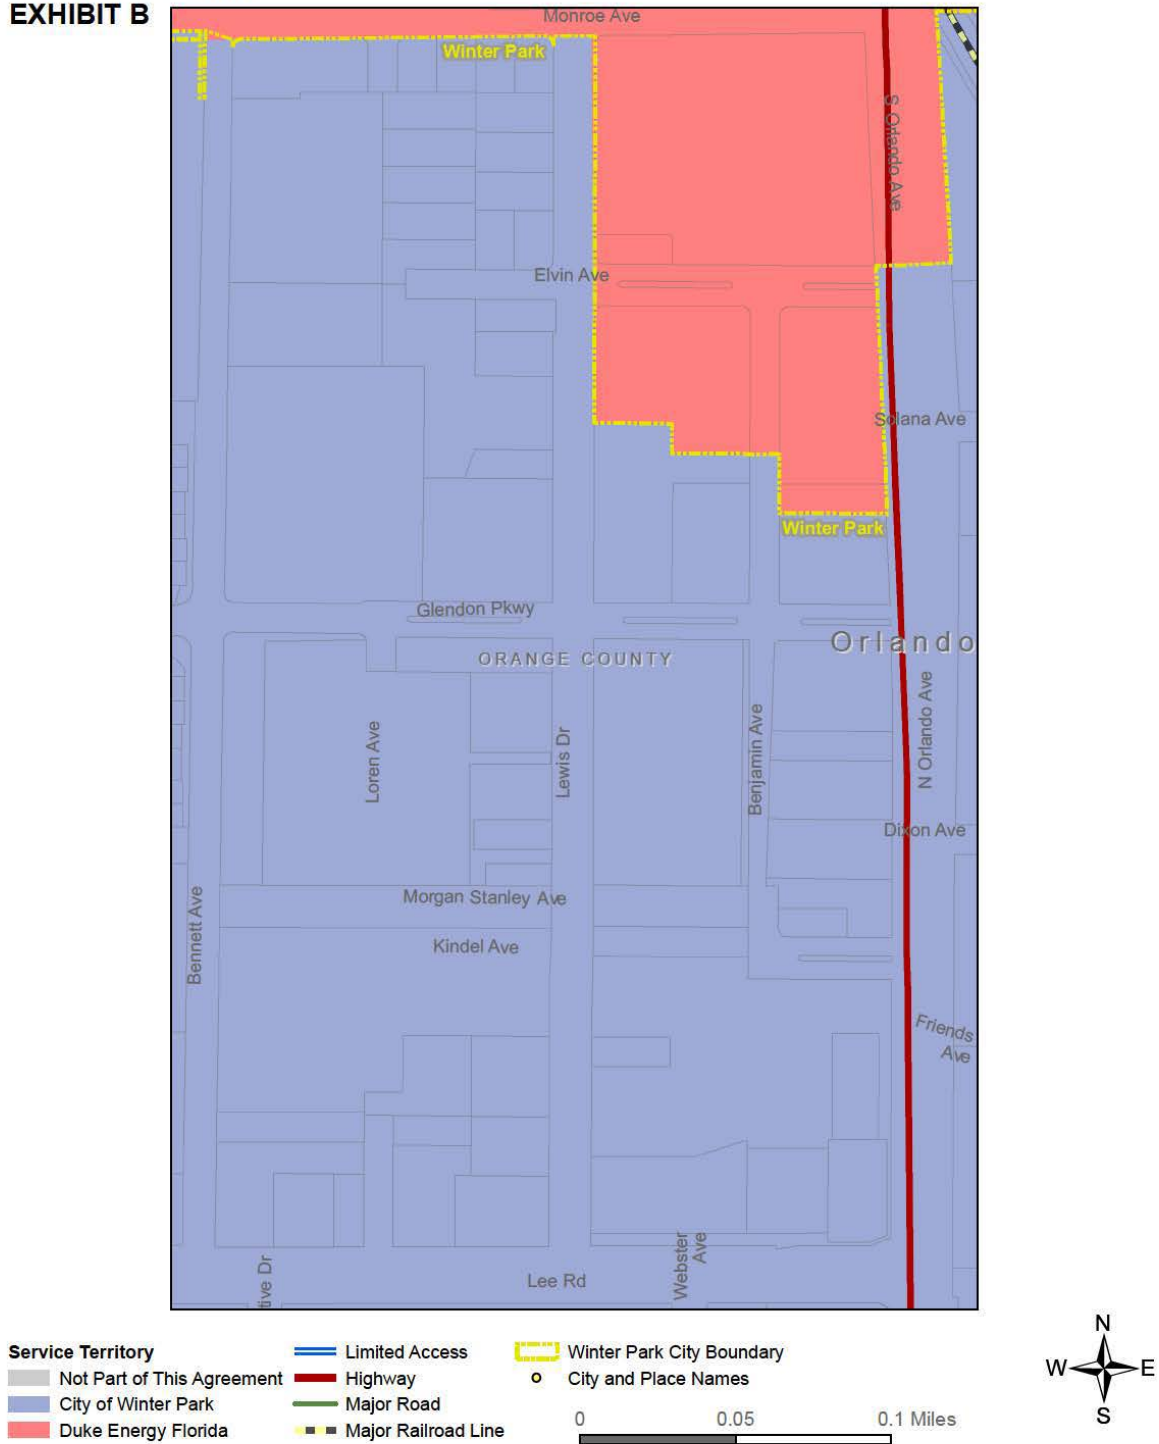 EXHIBIT B
Monroe Ave
Winter Park
S Orlando Ave
Elvin Ave
Solana Ave
Winter Park
Glendon Pkwy
Orlando
ORANGE COUNTY
N Orlando Ave
Loren Ave
Lewis Dr
Benjamin Ave
Dixon Ave
Morgan Stanley Ave
Bennett Ave
Kindel Ave
Friends
Ave
Webster
Ave
tive Dr
Lee Rd
Service Territory
Not Part of This Agreement
City of Winter Park
Duke Energy Florida
Limited Access
Highway
Major Road
Major Railroad Line
Winter Park City Boundary
City and Place Names
0 0.05 0.1 Miles
N
W E
S